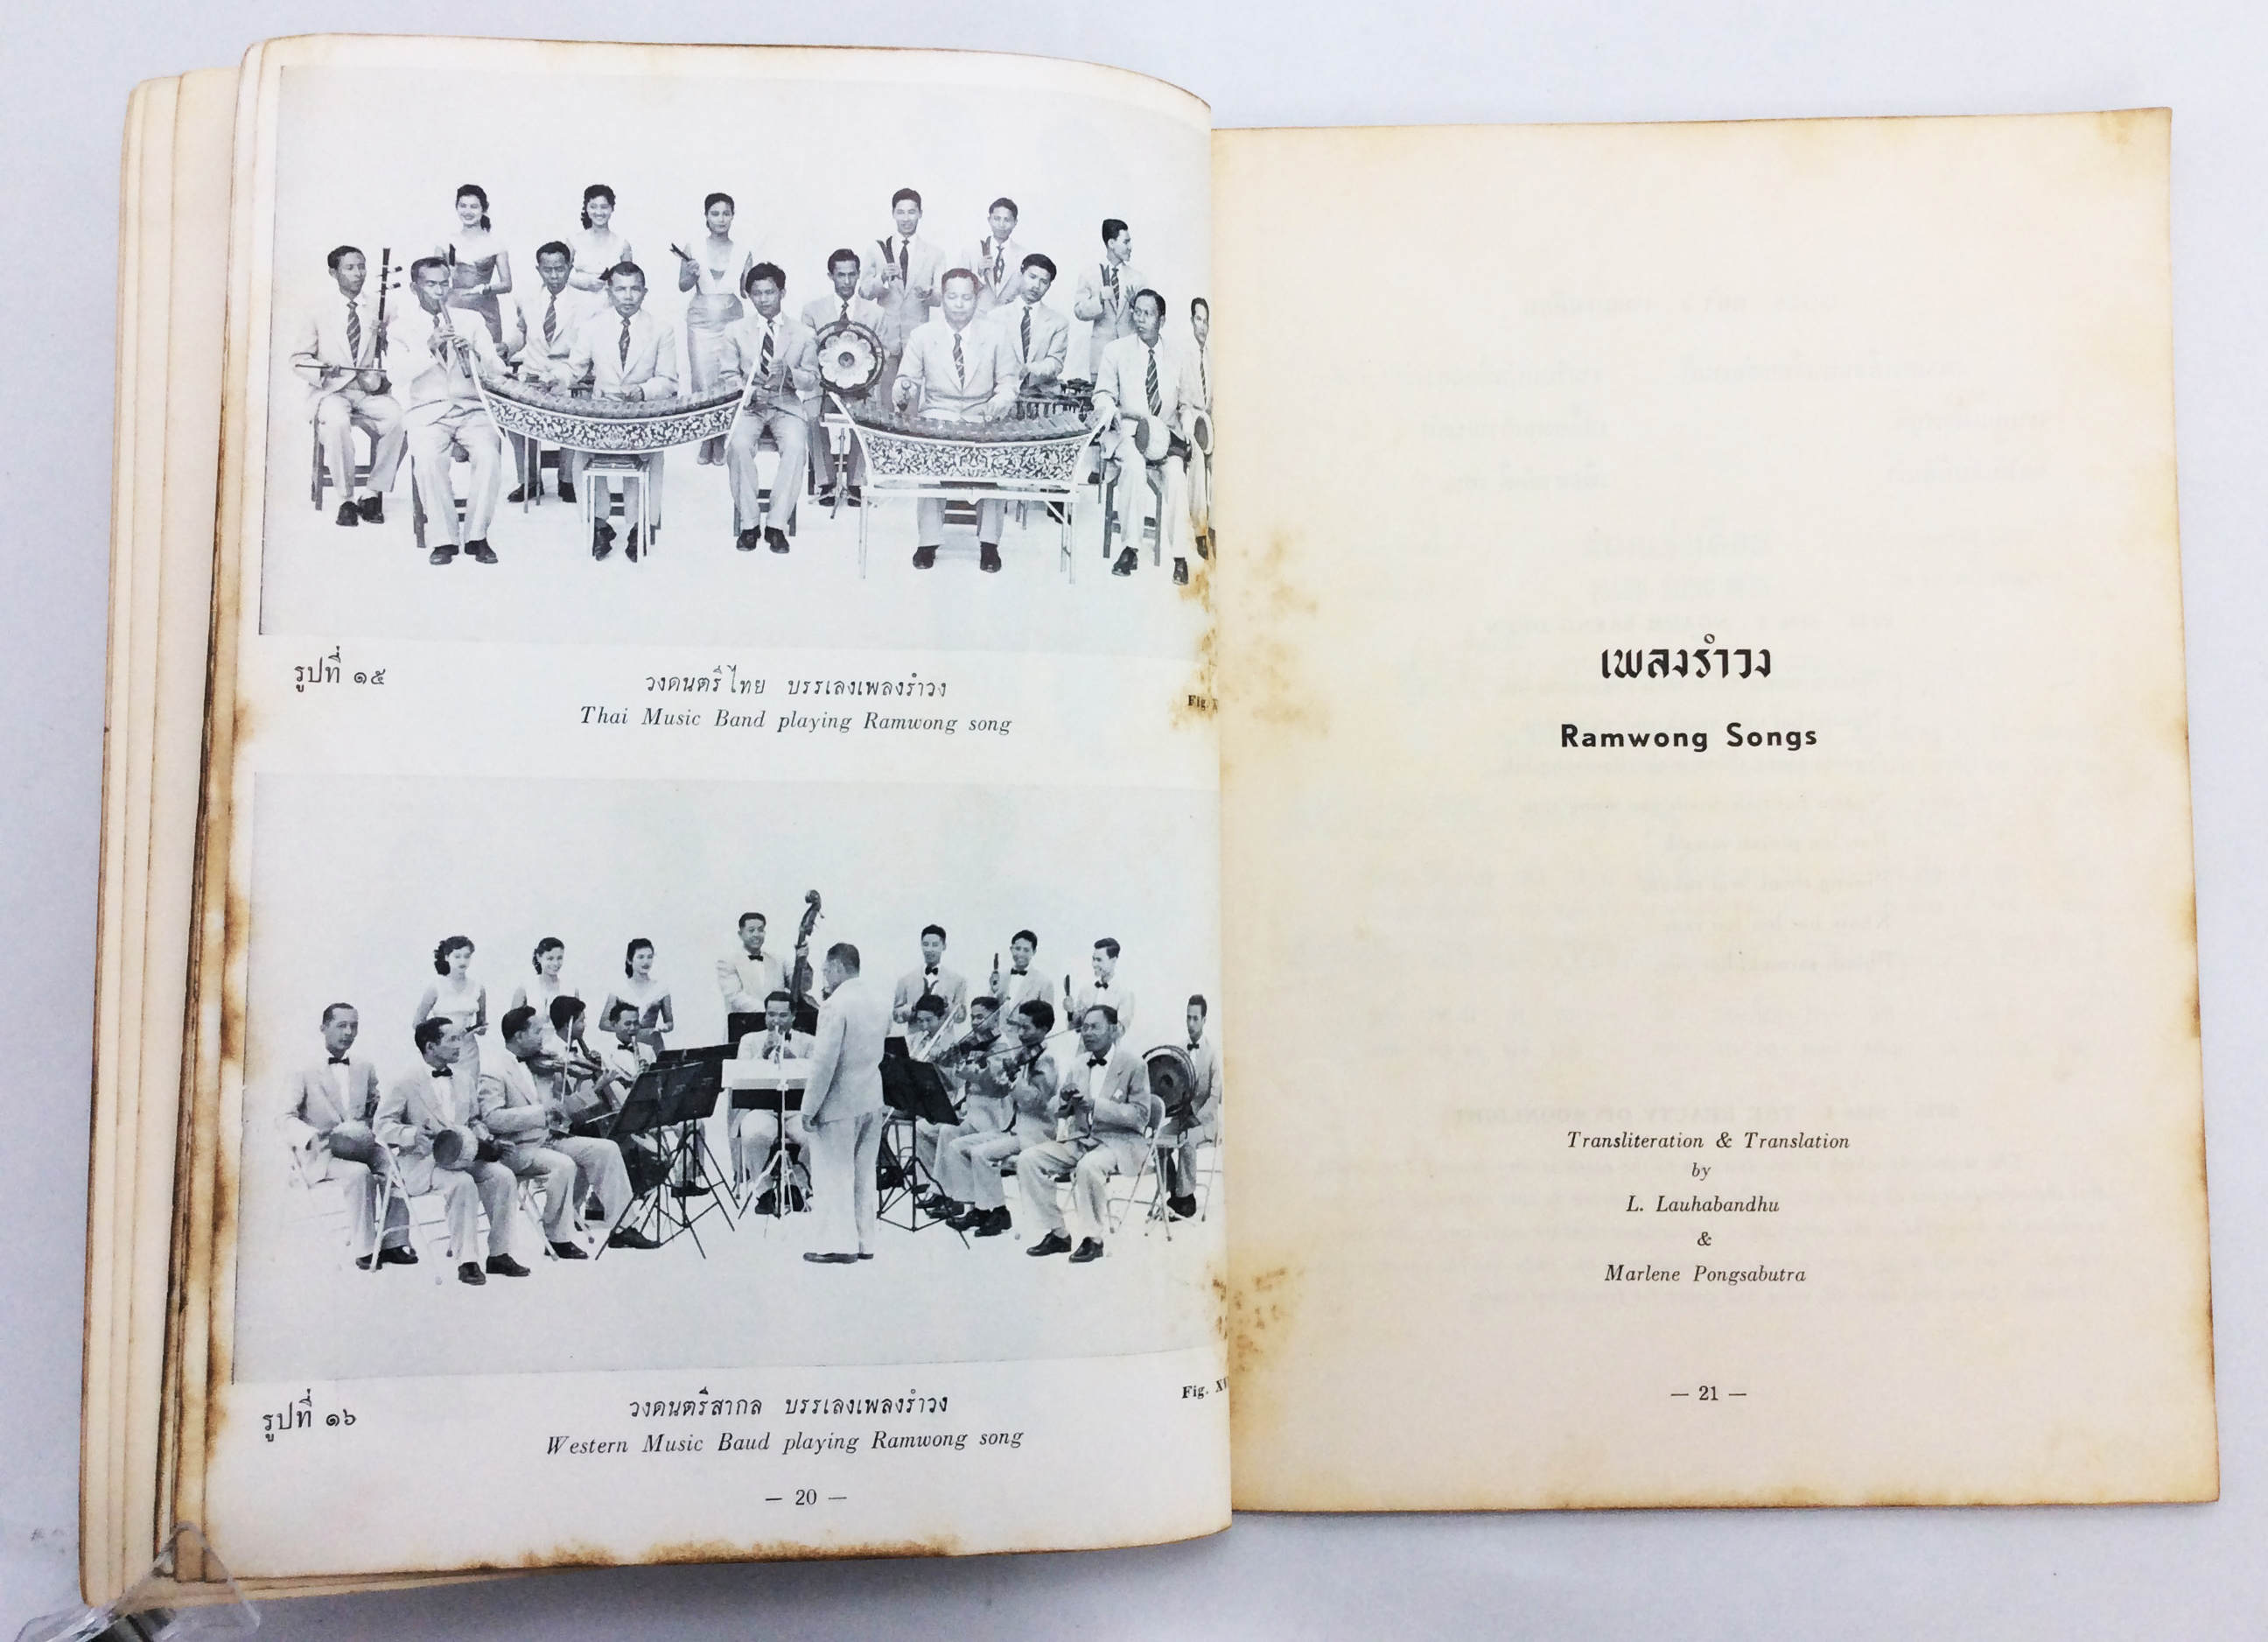 รูปที่ ๑๕
วงดนตรีไทย บรรเลงเพลงรำวง
Fig.
Thai Music Band playing Ramwong song
รูปที่ ๑๖
วงดนตรีสากล บรรเลงเพลงรำวง
Fig.
Western Music Baud playing Ramwong song
— 20 —
เพลงรำวง
Ramwong Songs
Transliteration & Translation
by
L. Lauhabandhu
&
Marlene Pongsabutra
— 21 —